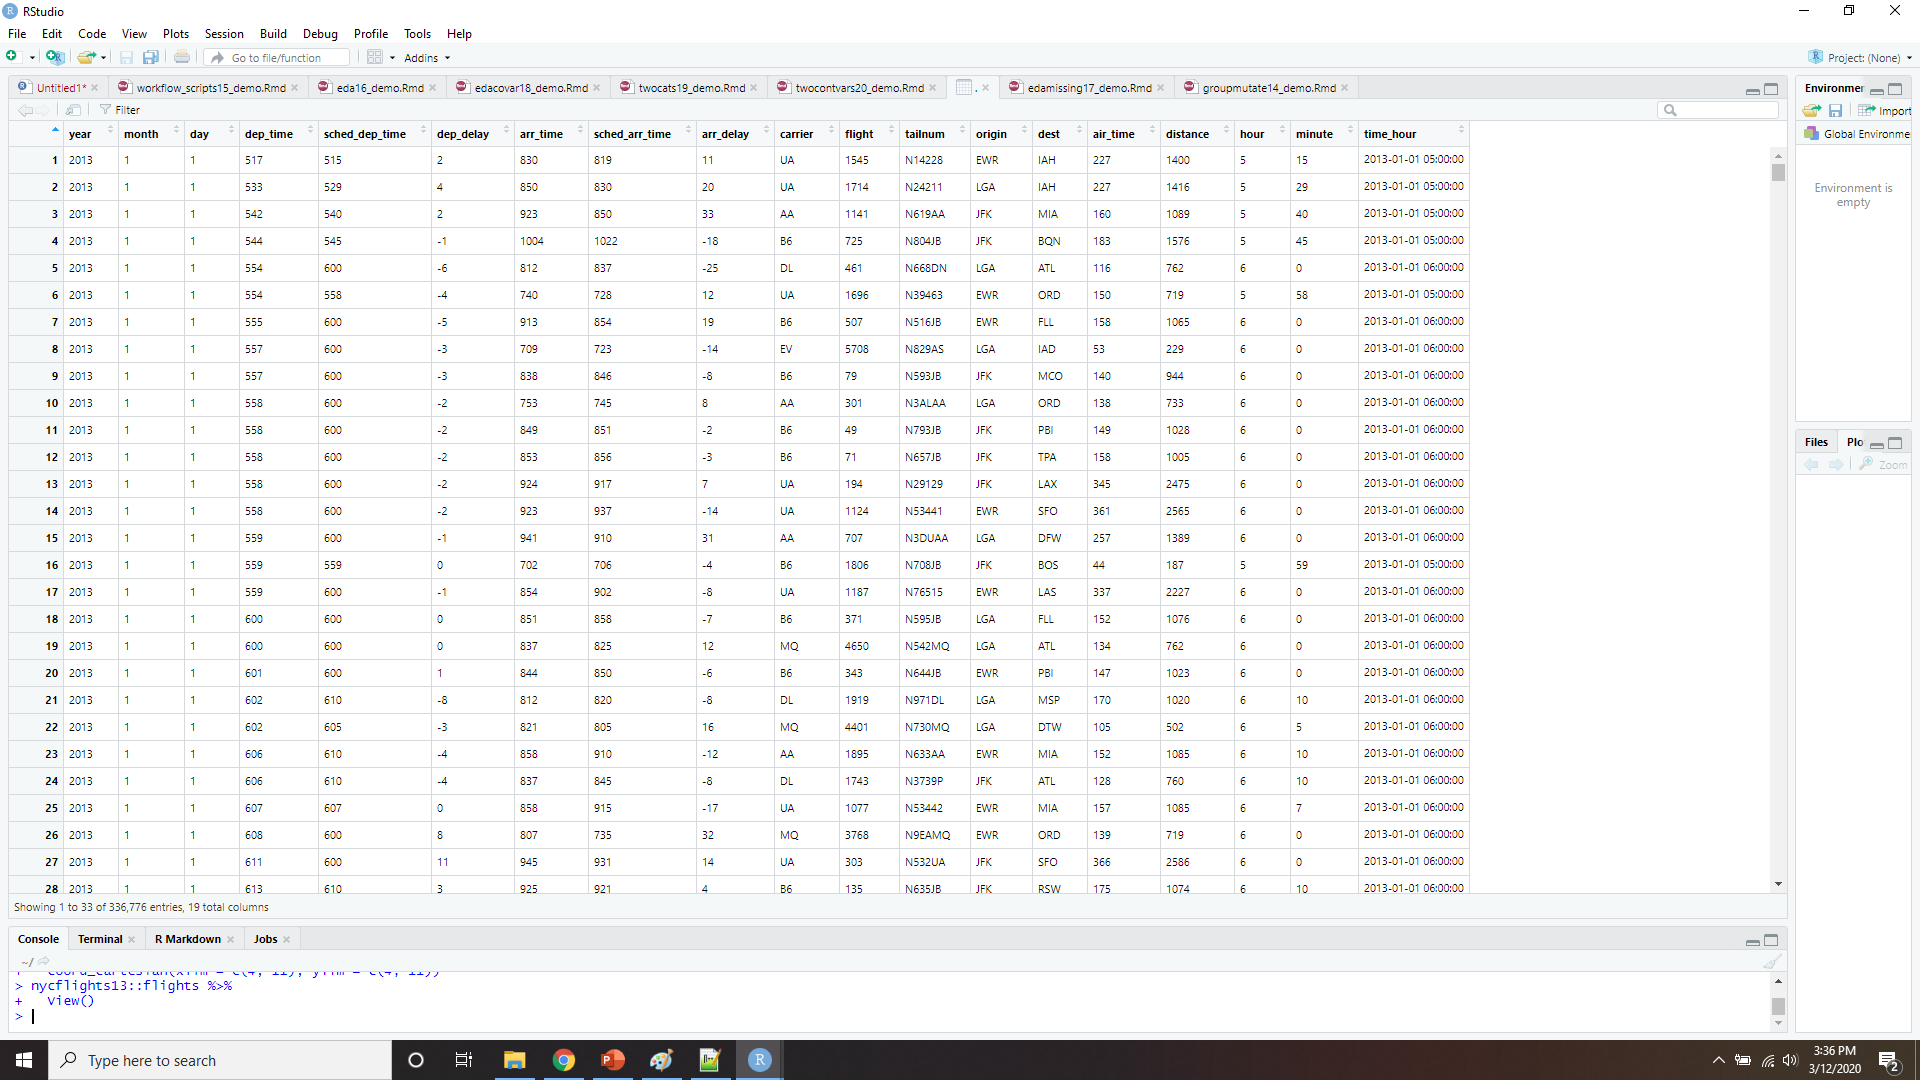 RStudio
File Edit Code View Plots Session Build Debug Profile Tools Help
Go to file/function Addins Project: (None)
Untitled1* workflow_scripts15_demo.Rmd eda16_demo.Rmd edacovar18_demo.Rmd twocats19_demo.Rmd twocontvars20_demo.Rmd . edamissing17_demo.Rmd groupmutate14_demo.Rmd
Filter
year month day dep_time sched_dep_time dep_delay arr_time sched_arr_time arr_delay carrier flight tailnum origin dest air_time distance hour minute time_hour
1 2013 1 1 517 515 2 830 819 11 UA 1545 N14228 EWR IAH 227 1400 5 15 2013-01-01 05:00:00
2 2013 1 1 533 529 4 850 830 20 UA 1714 N24211 LGA IAH 227 1416 5 29 2013-01-01 05:00:00
3 2013 1 1 542 540 2 923 850 33 AA 1141 N619AA JFK MIA 160 1089 5 40 2013-01-01 05:00:00
4 2013 1 1 544 545 -1 1004 1022 -18 B6 725 N804JB JFK BQN 183 1576 5 45 2013-01-01 05:00:00
5 2013 1 1 554 600 -6 812 837 -25 DL 461 N668DN LGA ATL 116 762 6 0 2013-01-01 06:00:00
6 2013 1 1 554 558 -4 740 728 12 UA 1696 N39463 EWR ORD 150 719 5 58 2013-01-01 05:00:00
7 2013 1 1 555 600 -5 913 854 19 B6 507 N516JB EWR FLL 158 1065 6 0 2013-01-01 06:00:00
8 2013 1 1 557 600 -3 709 723 -14 EV 5708 N829AS LGA IAD 53 229 6 0 2013-01-01 06:00:00
9 2013 1 1 557 600 -3 838 846 -8 B6 79 N593JB JFK MCO 140 944 6 0 2013-01-01 06:00:00
10 2013 1 1 558 600 -2 753 745 8 AA 301 N3ALAA LGA ORD 138 733 6 0 2013-01-01 06:00:00
11 2013 1 1 558 600 -2 849 851 -2 B6 49 N793JB JFK PBI 149 1028 6 0 2013-01-01 06:00:00
12 2013 1 1 558 600 -2 853 856 -3 B6 71 N657JB JFK TPA 158 1005 6 0 2013-01-01 06:00:00
13 2013 1 1 558 600 -2 924 917 7 UA 194 N29129 JFK LAX 345 2475 6 0 2013-01-01 06:00:00
14 2013 1 1 558 600 -2 923 937 -14 UA 1124 N53441 EWR SFO 361 2565 6 0 2013-01-01 06:00:00
15 2013 1 1 559 600 -1 941 910 31 AA 707 N3DUAA LGA DFW 257 1389 6 0 2013-01-01 06:00:00
16 2013 1 1 559 559 0 702 706 -4 B6 1806 N708JB JFK BOS 44 187 5 59 2013-01-01 05:00:00
17 2013 1 1 559 600 -1 854 902 -8 UA 1187 N76515 EWR LAS 337 2227 6 0 2013-01-01 06:00:00
18 2013 1 1 600 600 0 851 858 -7 B6 371 N595JB LGA FLL 152 1076 6 0 2013-01-01 06:00:00
19 2013 1 1 600 600 0 837 825 12 MQ 4650 N542MQ LGA ATL 134 762 6 0 2013-01-01 06:00:00
20 2013 1 1 601 600 1 844 850 -6 B6 343 N644JB EWR PBI 147 1023 6 0 2013-01-01 06:00:00
21 2013 1 1 602 610 -8 812 820 -8 DL 1919 N971DL LGA MSP 170 1020 6 10 2013-01-01 06:00:00
22 2013 1 1 602 605 -3 821 805 16 MQ 4401 N730MQ LGA DTW 105 502 6 5 2013-01-01 06:00:00
23 2013 1 1 606 610 -4 858 910 -12 AA 1895 N633AA EWR MIA 152 1085 6 10 2013-01-01 06:00:00
24 2013 1 1 606 610 -4 837 845 -8 DL 1743 N3739P JFK ATL 128 760 6 10 2013-01-01 06:00:00
25 2013 1 1 607 607 0 858 915 -17 UA 1077 N53442 EWR MIA 157 1085 6 7 2013-01-01 06:00:00
26 2013 1 1 608 600 8 807 735 32 MQ 3768 N9EAMQ EWR ORD 139 719 6 0 2013-01-01 06:00:00
27 2013 1 1 611 600 11 945 931 14 UA 303 N532UA JFK SFO 366 2586 6 0 2013-01-01 06:00:00
28 2013 1 1 613 610 3 925 921 4 B6 135 N635JB JFK RSW 175 1074 6 10 2013-01-01 06:00:00
Showing 1 to 33 of 336,776 entries, 19 total columns
Environmen
Import
Global Environme
Environment is
empty
Files Plo
Zoom
Console Terminal R Markdown Jobs
~/
+ coord_cartesian(xlim = c(4, 11), ylim = c(4, 11))
> nycflights13::flights %>%
+ view()
>
Type here to search
3:36 PM
3/12/2020
2